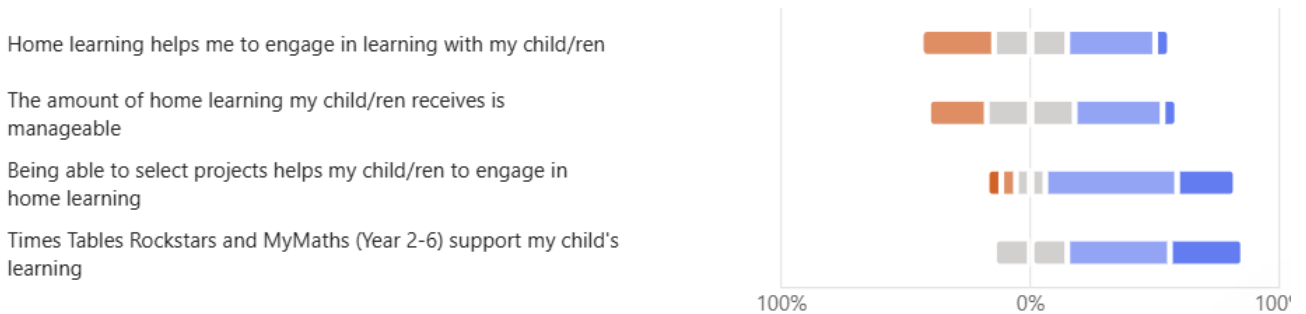 Home learning helps me to engage in learning with my child/ren
The amount of home learning my child/ren receives is
manageable
Being able to select projects helps my child/ren to engage in
home learning
Times Tables Rockstars and MyMaths (Year 2-6) support my child's
learning
100% 0% 100